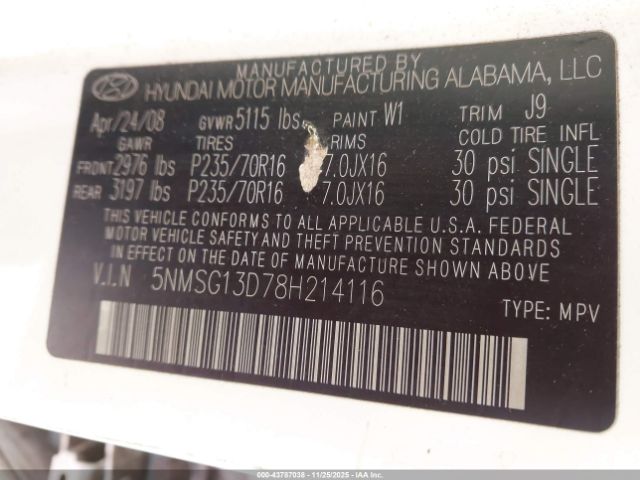 MANUFACTURED BY
HYUNDAI MOTOR MANUFACTURING ALABAMA, LLC
Apr/24/08 GVWR 5115 lbs PAINT W1 TRIM J9
GAWR TIRES RIMS COLD TIRE INFL
FRONT 2976 lbs P235/70R16 7.0JX16 30 psi SINGLE
REAR 3197 lbs P235/70R16 7.0JX16 30 psi SINGLE
THIS VEHICLE CONFORMS TO ALL APPLICABLE U.S.A. FEDERAL
MOTOR VEHICLE SAFETY AND THEFT PREVENTION STANDARDS
IN EFFECT ON THE DATE OF MANUFACTURE SHOWN ABOVE.
V.I.N 5NMSG13D78H214116
TYPE: MPV
000-43787038 - 11/25/2025 - IAAI